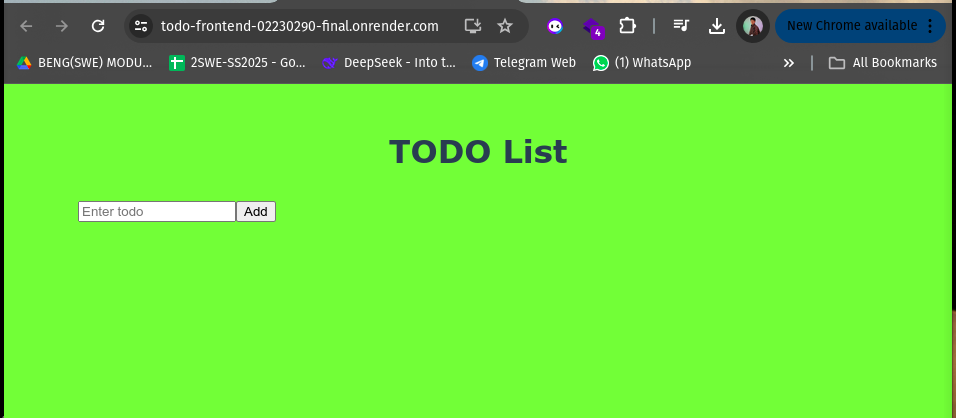 todo-frontend-02230290-final.onrender.com
4
New Chrome available
BENG(SWE) MODU...
2SWE-SS2025 - Go...
DeepSeek - Into t...
Telegram Web
(1) WhatsApp
»
All Bookmarks
TODO List
Enter todo
Add